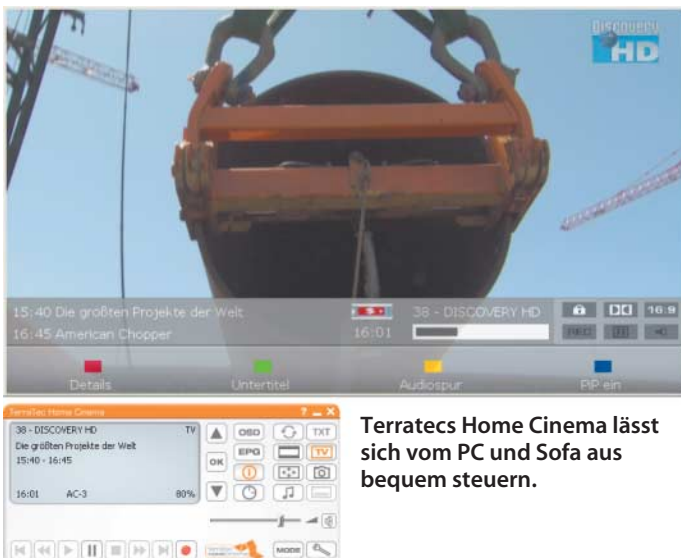 Discovery
HD
15:40 Die größten Projekte der Welt
38 - DISCOVERY HD
16:9
16:45 American Chopper
16:01
REC
Details
Untertitel
Audiospur
PiP ein
TerraTec Home Cinema
? _ X
38 - DISCOVERY HD
TV
Die größten Projekte der Welt
15:40 - 16:45
16:01
AC-3
80%
OSD
TXT
EPG
TV
OK
MODE
Terratecs Home Cinema lässt
sich vom PC und Sofa aus
bequem steuern.